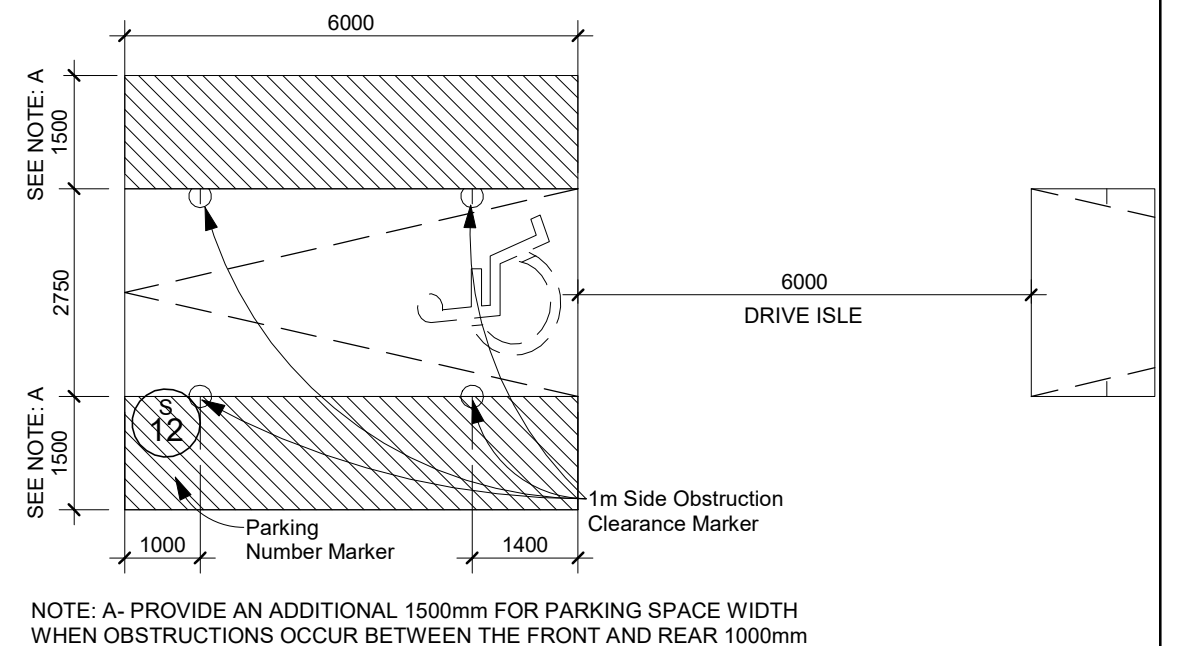 6000
SEE NOTE: A
1500
2750
6000
DRIVE ISLE
SEE NOTE: A
1500
S
12
1m Side Obstruction
Clearance Marker
Parking
Number Marker
1000
1400
NOTE: A- PROVIDE AN ADDITIONAL 1500mm FOR PARKING SPACE WIDTH
WHEN OBSTRUCTIONS OCCUR BETWEEN THE FRONT AND REAR 1000mm